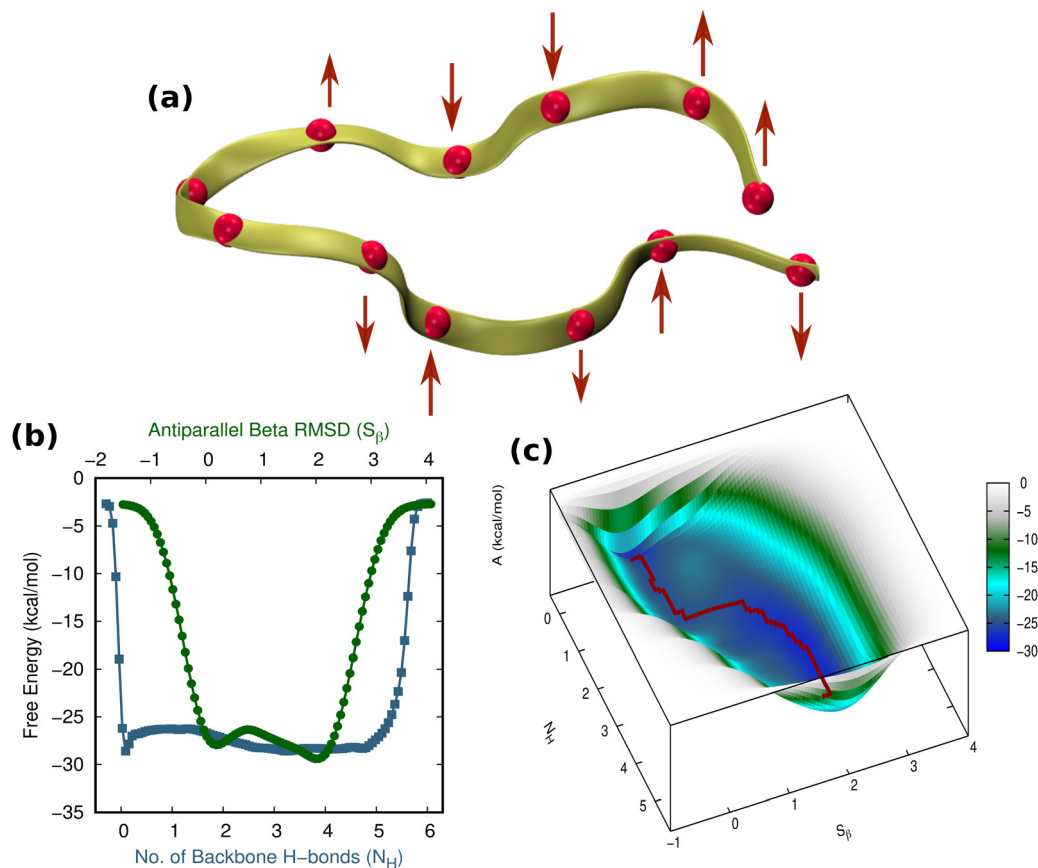 (a)
(b)
Antiparallel Beta RMSD (Sβ)
−2 −1 0 1 2 3 4
0
−5
−10
−15
−20
−25
−30
−35
Free Energy (kcal/mol)
0 1 2 3 4 5 6
No. of Backbone H−bonds (NH)
(c)
A (kcal/mol)
0
1
2
3
4
5
NH
−1
0
1
2
3
4
Sβ
0
−5
−10
−15
−20
−25
−30